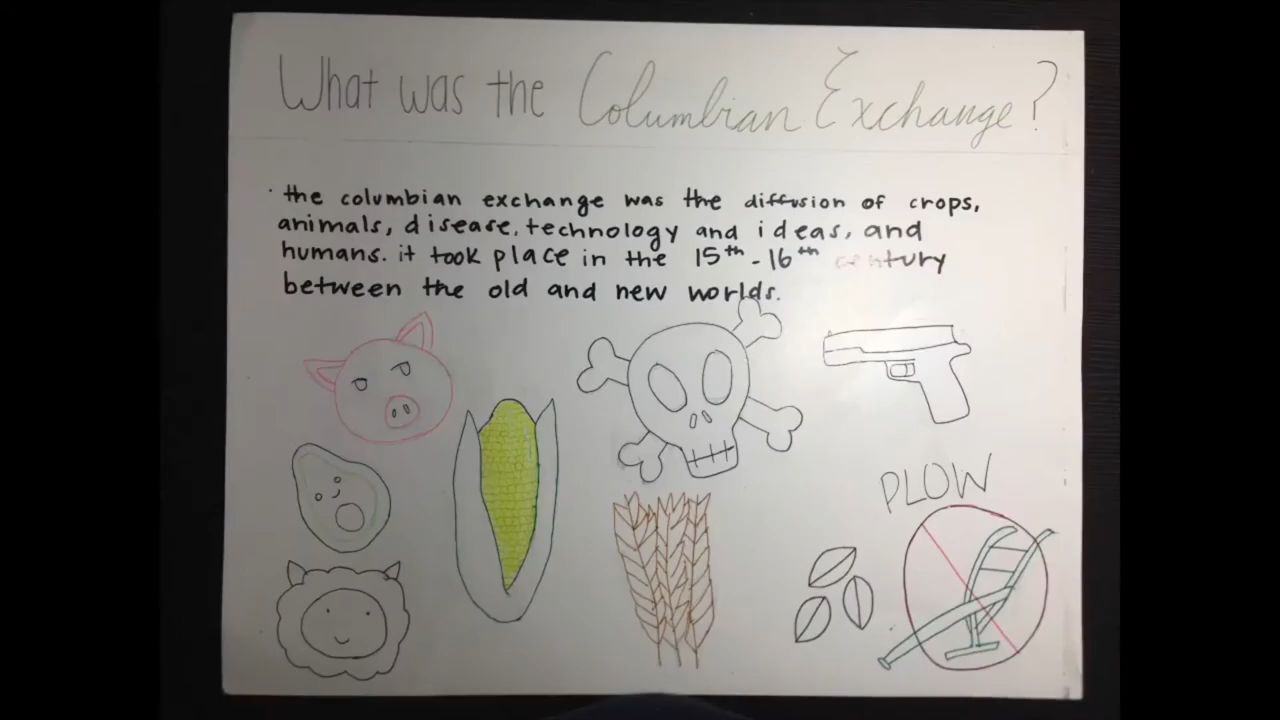 What was the Columbian Exchange?
· the columbian exchange was the diffusion of crops,
animals, disease, technology and ideas, and
humans. it took place in the 15th - 16th century
between the old and new worlds.
PLOW